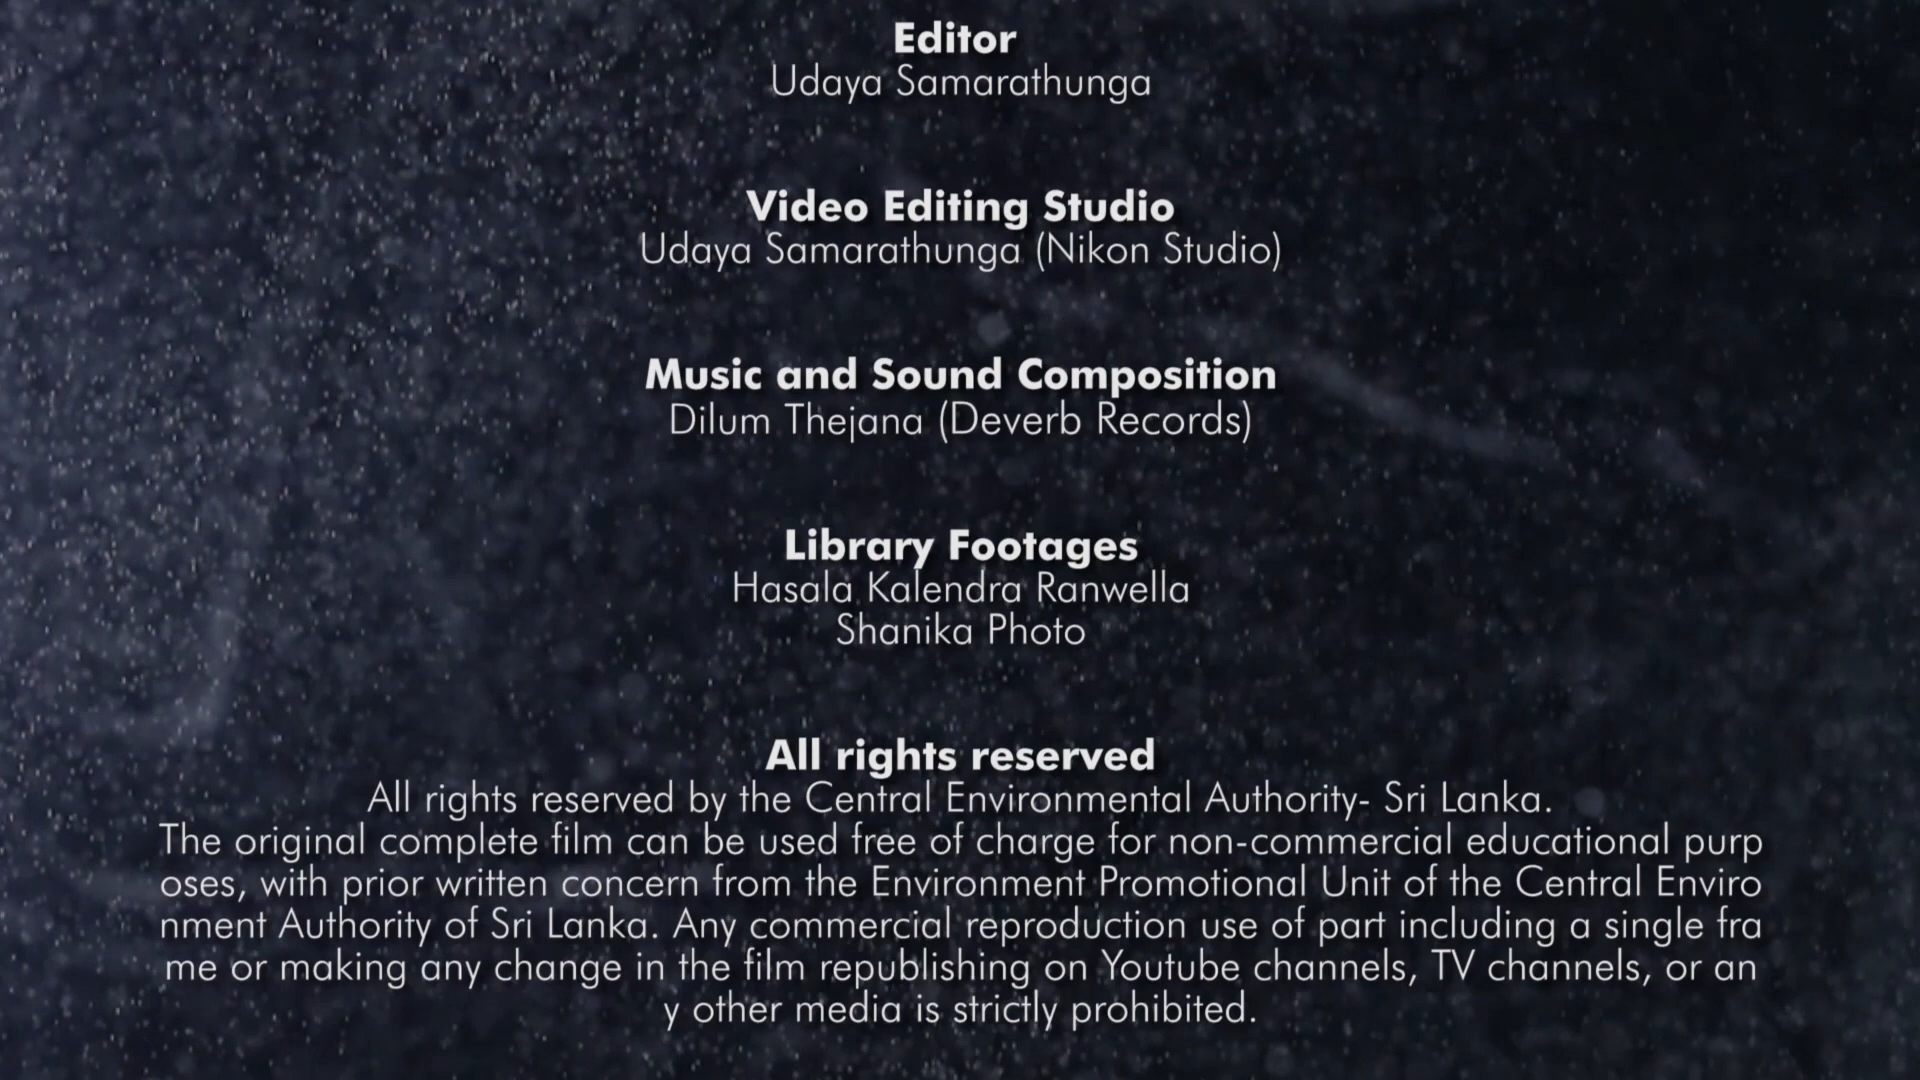 Editor
Udaya Samarathunga
Video Editing Studio
Udaya Samarathunga (Nikon Studio)
Music and Sound Composition
Dilum Thejana (Deverb Records)
Library Footages
Hasala Kalendra Ranwella
Shanika Photo
All rights reserved
All rights reserved by the Central Environmental Authority- Sri Lanka.
The original complete film can be used free of charge for non-commercial educational purp
oses, with prior written concern from the Environment Promotional Unit of the Central Enviro
nment Authority of Sri Lanka. Any commercial reproduction use of part including a single fra
me or making any change in the film republishing on Youtube channels, TV channels, or an
y other media is strictly prohibited.